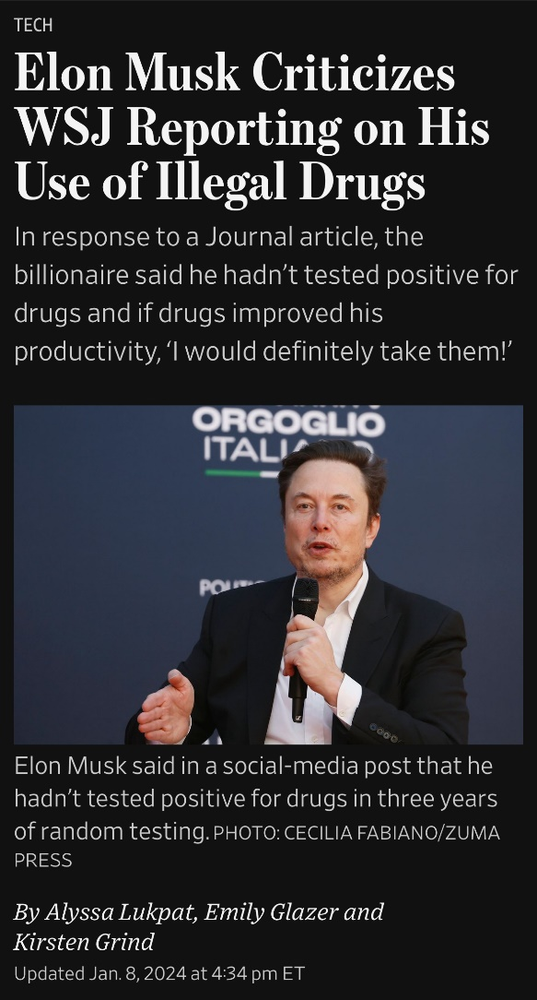 TECH
Elon Musk Criticizes
WSJ Reporting on His
Use of Illegal Drugs
In response to a Journal article, the
billionaire said he hadn’t tested positive for
drugs and if drugs improved his
productivity, ‘I would definitely take them!’
ORGOGLIO
Elon Musk said in a social-media post that he
hadn’t tested positive for drugs in three years
of random testing. PHOTO: CECILIA FABIANO/ZUMA
PRESS
By Alyssa Lukpat, Emily Glazer and
Kirsten Grind
Updated Jan. 8, 2024 at 4:34 pm ET